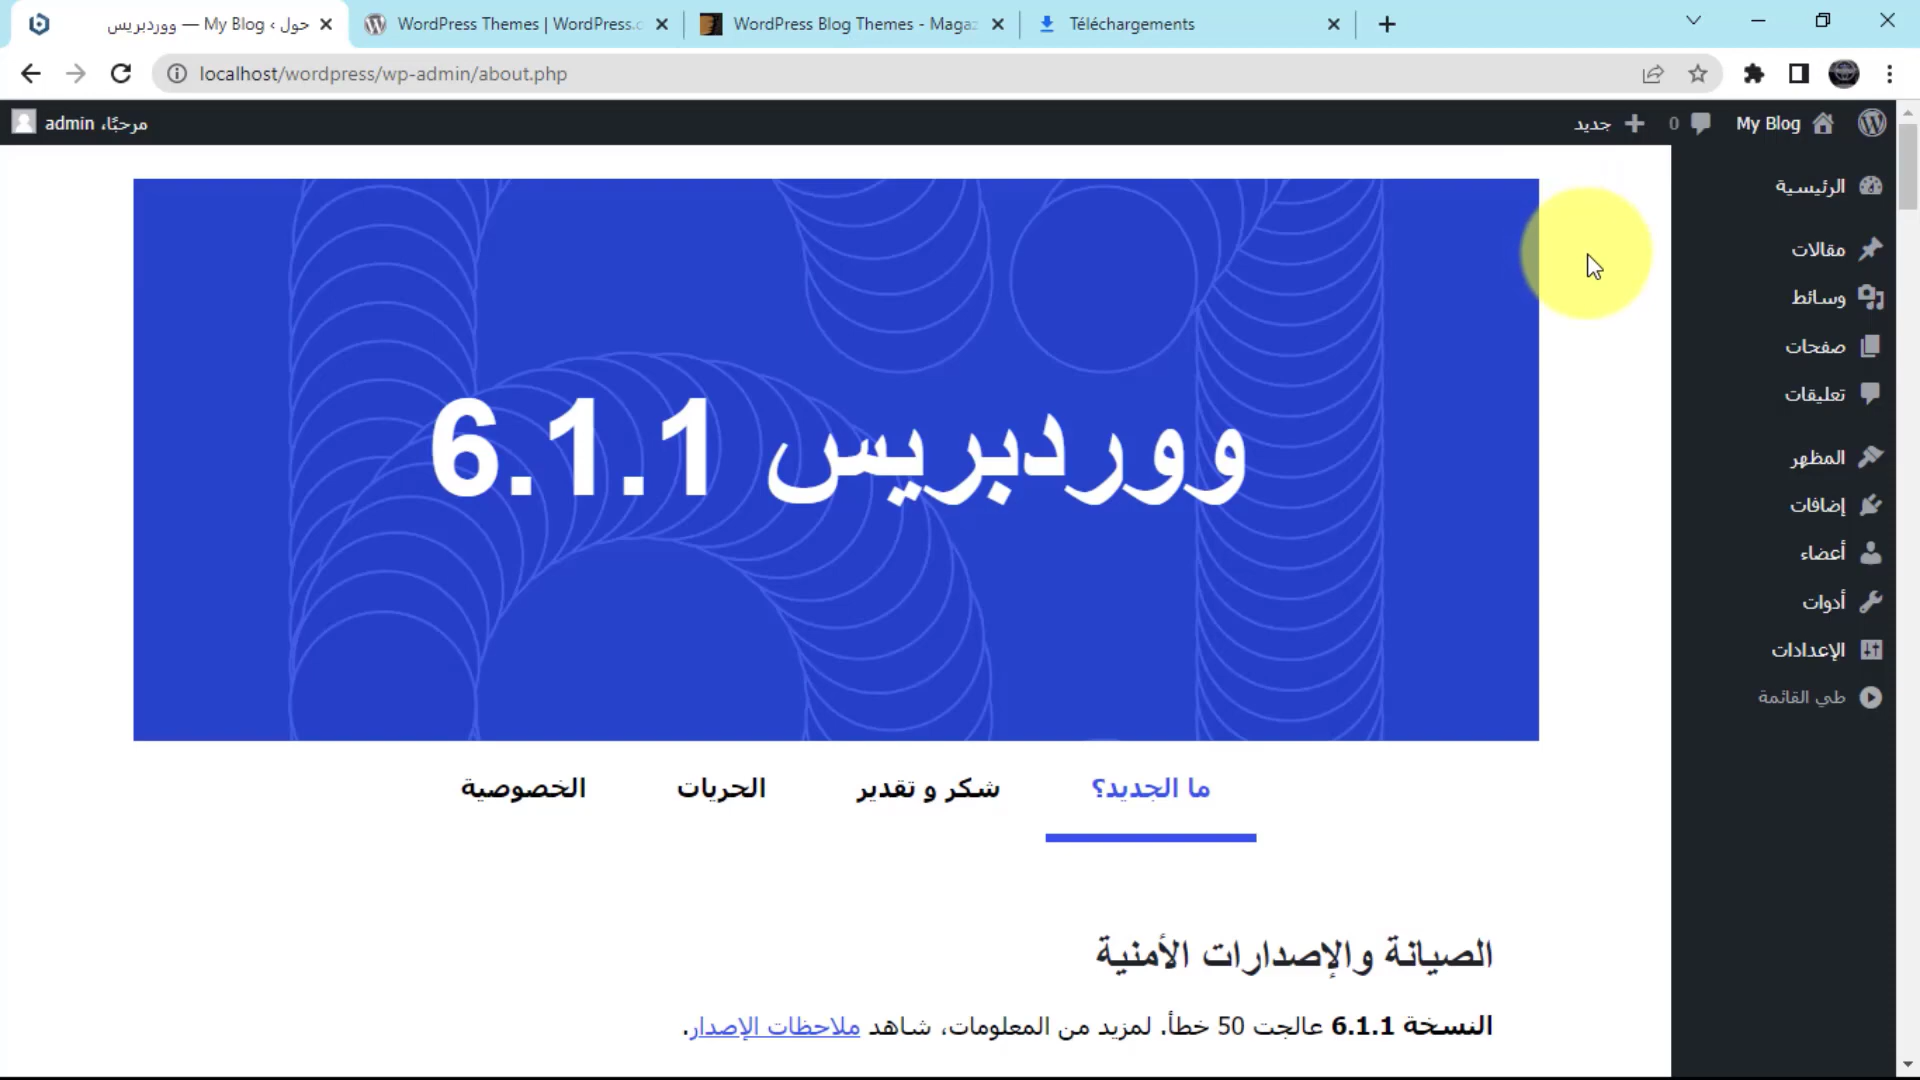 حول ‹ My Blog — ووردبريس
WordPress Themes | WordPress.c
WordPress Blog Themes - Magaz
Téléchargements
localhost/wordpress/wp-admin/about.php
My Blog
0
جديد
مرحبًا، admin
الرئيسية
مقالات
وسائط
صفحات
تعليقات
المظهر
إضافات
أعضاء
أدوات
الإعدادات
طي القائمة
ووردبريس 6.1.1
ما الجديد؟
شكر و تقدير
الحريات
الخصوصية
الصيانة والإصدارات الأمنية
النسخة 6.1.1 عالجت 50 خطأ. لمزيد من المعلومات، شاهد ملاحظات الإصدار.